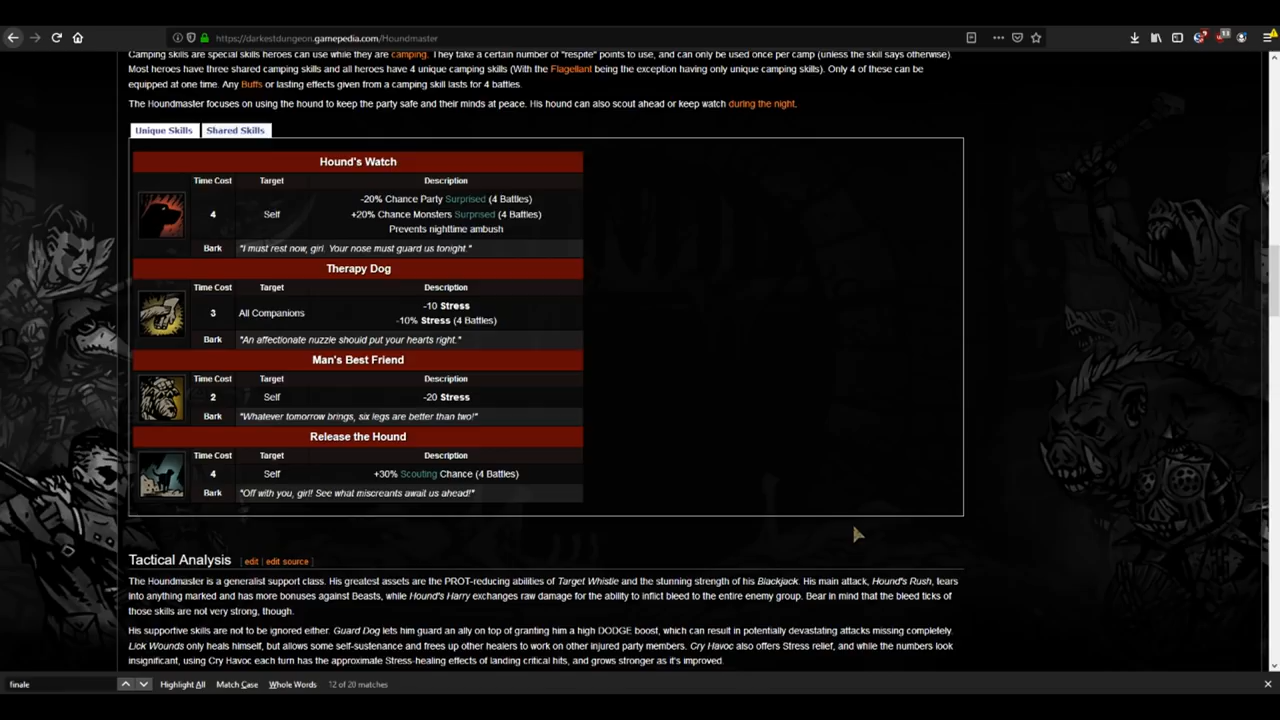 https://darkestdungeon.gamepedia.com/Houndmaster
Camping skills are special skills heroes can use while they are camping. They take a certain number of "respite" points to use, and can only be used once per camp (unless the skill says otherwise).
Most heroes have three shared camping skills and all heroes have 4 unique camping skills (With the Flagellant being the exception having only unique camping skills). Only 4 of these can be
equipped at one time. Any Buffs or lasting effects given from a camping skill lasts for 4 battles.
The Houndmaster focuses on using the hound to keep the party safe and their minds at peace. His hound can also scout ahead or keep watch during the night.
Unique Skills Shared Skills
Hound's Watch
Time Cost Target Description
-20% Chance Party Surprised (4 Battles)
4 Self +20% Chance Monsters Surprised (4 Battles)
Prevents nighttime ambush
Bark "I must rest now, girl. Your nose must guard us tonight."
Therapy Dog
Time Cost Target Description
-10 Stress
3 All Companions
-10% Stress (4 Battles)
Bark "An affectionate nuzzle should put your hearts right."
Man's Best Friend
Time Cost Target Description
2 Self -20 Stress
Bark "Whatever tomorrow brings, six legs are better than two!"
Release the Hound
Time Cost Target Description
4 Self +30% Scouting Chance (4 Battles)
Bark "Off with you, girl! See what miscreants await us ahead!"
Tactical Analysis [ edit | edit source ]
The Houndmaster is a generalist support class. His greatest assets are the PROT-reducing abilities of Target Whistle and the stunning strength of his Blackjack. His main attack, Hound's Rush, tears
into anything marked and has more bonuses against Beasts, while Hound's Harry exchanges raw damage for the ability to inflict bleed to the entire enemy group. Bear in mind that the bleed ticks of
those skills are not very strong, though.
His supportive skills are not to be ignored either. Guard Dog lets him guard an ally on top of granting him a high DODGE boost, which can result in potentially devastating attacks missing completely.
Lick Wounds only heals himself, but allows some self-sustenance and frees up other healers to work on other injured party members. Cry Havoc also offers Stress relief, and while the numbers look
insignificant, using Cry Havoc each turn has the approximate Stress-healing effects of landing critical hits, and grows stronger as it's improved.
finale Highlight All Match Case Whole Words 12 of 20 matches